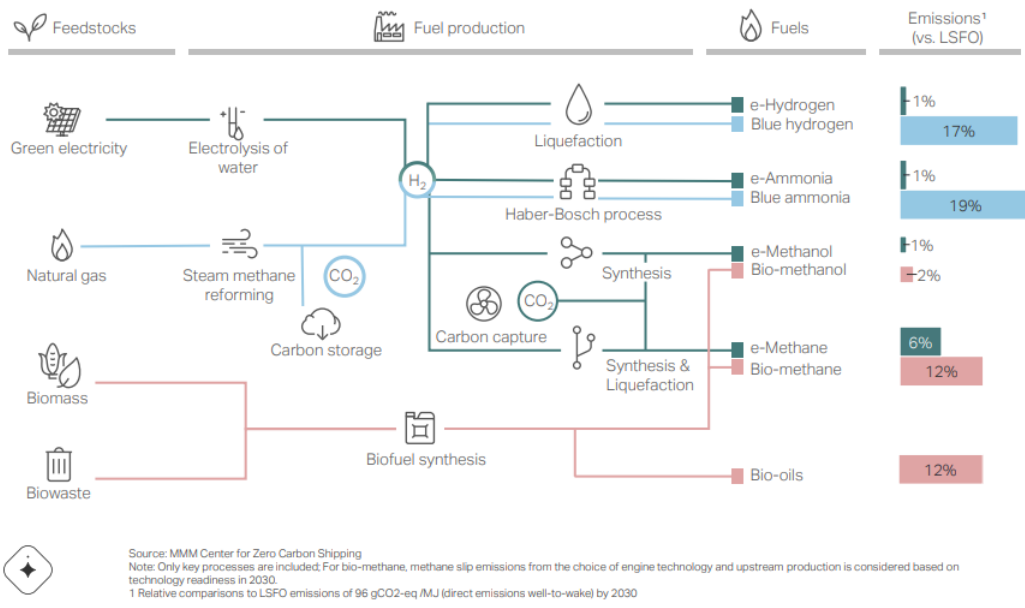 Feedstocks
Fuel production
Fuels
Emissions¹
(vs. LSFO)
Green electricity
Electrolysis of
water
H₂
Liquefaction
e-Hydrogen
Blue hydrogen
1%
17%
Haber-Bosch process
e-Ammonia
Blue ammonia
1%
19%
Natural gas
Steam methane
reforming
CO₂
Carbon storage
Synthesis
e-Methanol
Bio-methanol
1%
2%
Carbon capture
CO₂
Synthesis &
Liquefaction
e-Methane
Bio-methane
6%
12%
Biomass
Biowaste
Biofuel synthesis
Bio-oils
12%
Source: MMM Center for Zero Carbon Shipping
Note: Only key processes are included; For bio-methane, methane slip emissions from the choice of engine technology and upstream production is considered based on
technology readiness in 2030.
1 Relative comparisons to LSFO emissions of 96 gCO2-eq /MJ (direct emissions well-to-wake) by 2030